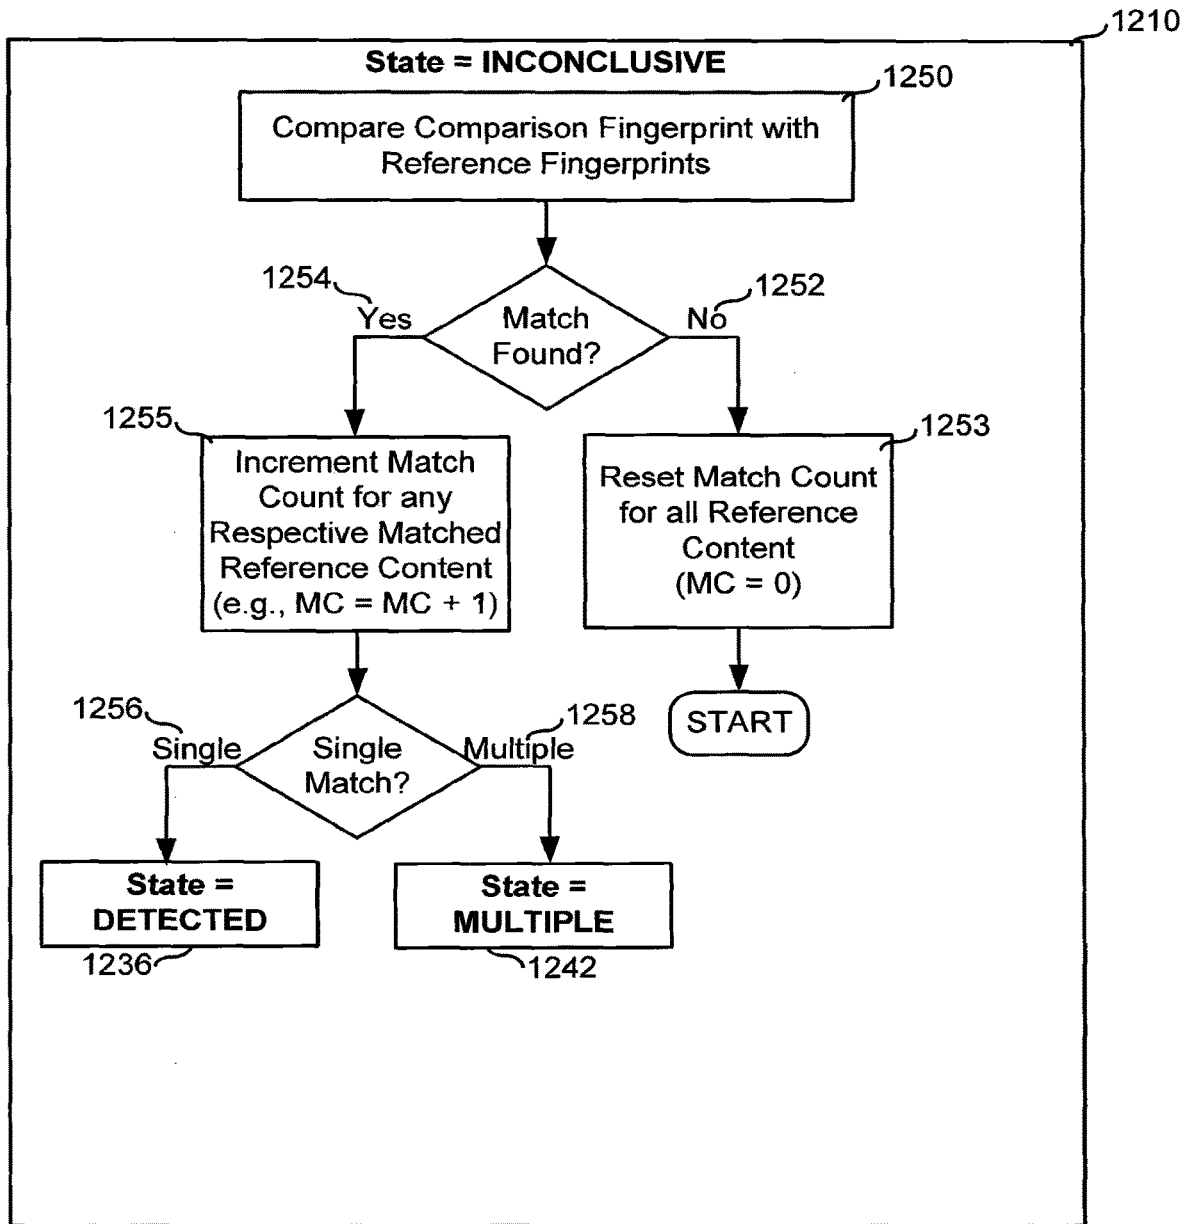 1210
State = INCONCLUSIVE
1250
Compare Comparison Fingerprint with
Reference Fingerprints
1254
Yes
Match
Found?
1252
No
1255
Increment Match
Count for any
Respective Matched
Reference Content
(e.g., MC = MC + 1)
1253
Reset Match Count
for all Reference
Content
(MC = 0)
START
1256
Single
Single
Match?
1258
Multiple
State =
DETECTED
1236
State =
MULTIPLE
1242